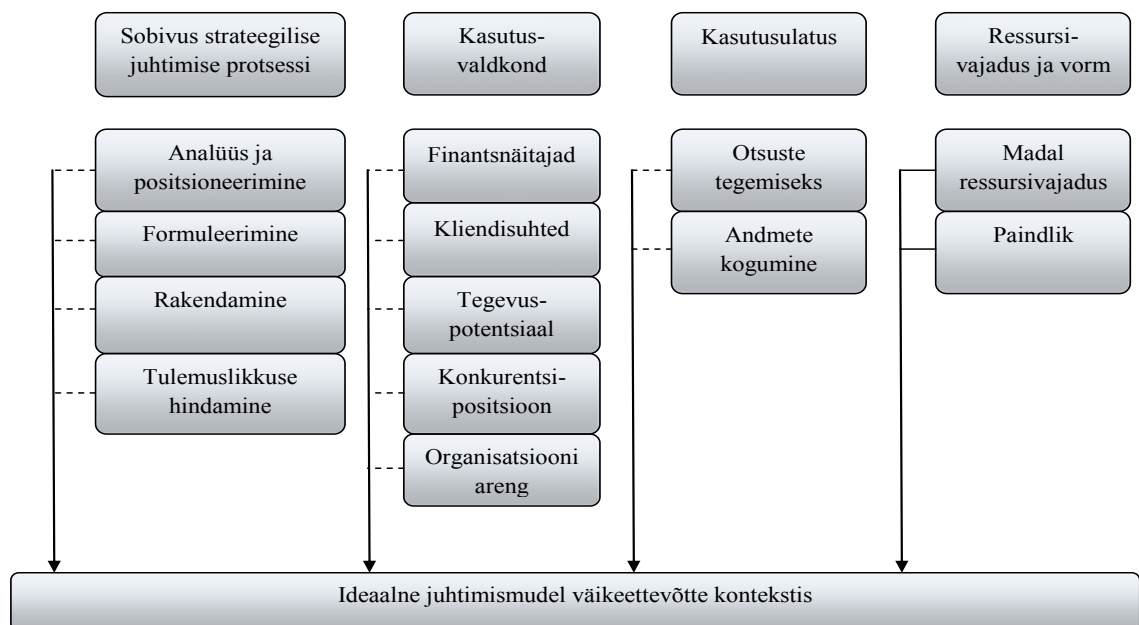 Sobivus strateegilise
juhtimise protsessi
Kasutus-
valdkond
Kasutusulatus
Ressursi-
vajadus ja vorm
Analüüs ja
positsioneerimine
Formuleerimine
Rakendamine
Tulemuslikkuse
hindamine
Finantsnäitajad
Kliendisuhted
Tegevus-
potentsiaal
Konkurentsi-
positsioon
Organisatsiooni
areng
Otsuste
tegemiseks
Andmete
kogumine
Madal
ressursivajadus
Paindlik
Ideaalne juhtimismudel väikeettevõtte kontekstis